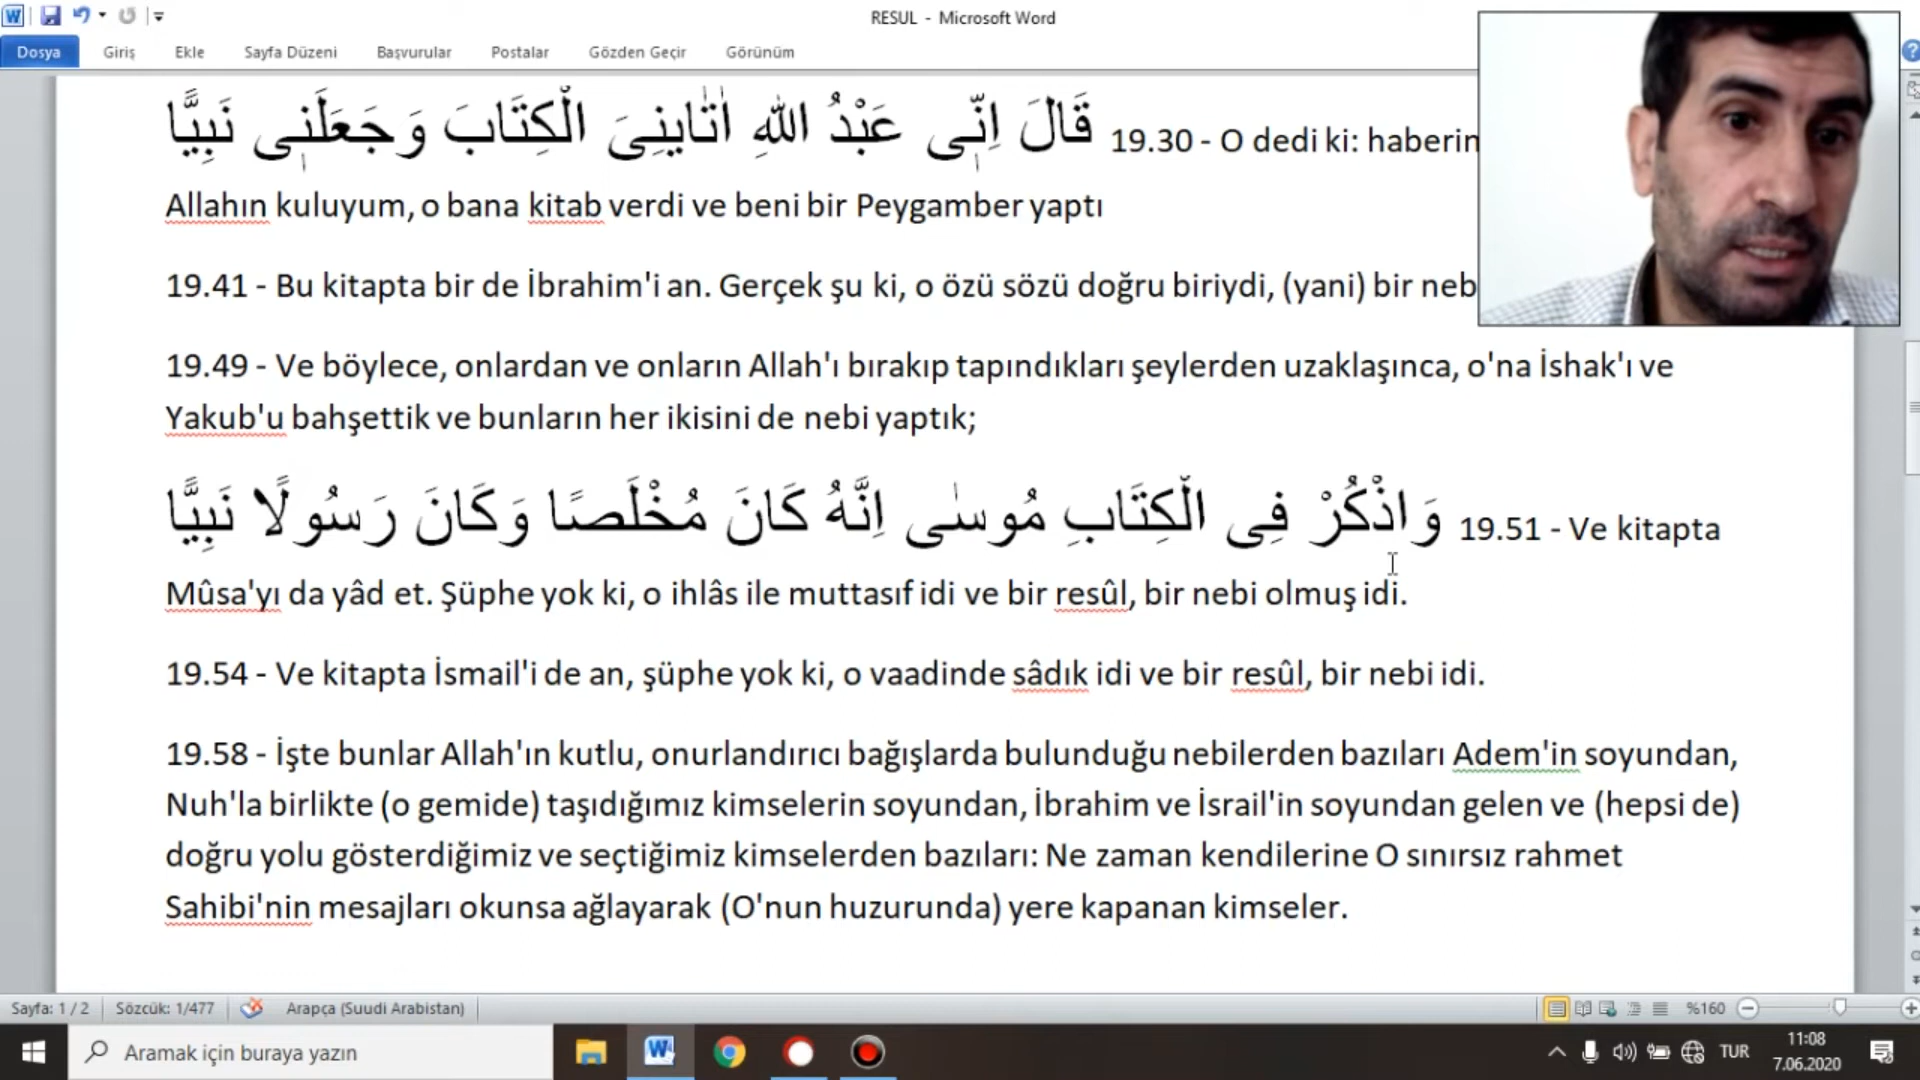 RESUL - Microsoft Word
Dosya Giriş Ekle Sayfa Düzeni Başvurular Postalar Gözden Geçir Görünüm
قَالَ اِنّٖى عَبْدُ اللّٰهِ اٰتٰاينِىَ الْكِتَابَ وَجَعَلَنٖى نَبِيًّا 19.30 - O dedi ki: haberin
Allahın kuluyum, o bana kitab verdi ve beni bir Peygamber yaptı
19.41 - Bu kitapta bir de İbrahim'i an. Gerçek şu ki, o özü sözü doğru biriydi, (yani) bir neb
19.49 - Ve böylece, onlardan ve onların Allah'ı bırakıp tapındıkları şeylerden uzaklaşınca, o'na İshak'ı ve
Yakub'u bahşettik ve bunların her ikisini de nebi yaptık;
وَاذْكُرْ فِى الْكِتَابِ مُوسٰى اِنَّهُ كَانَ مُخْلَصًا وَكَانَ رَسُولًا نَبِيًّا 19.51 - Ve kitapta
Mûsa'yı da yâd et. Şüphe yok ki, o ihlâs ile muttasıf idi ve bir resûl, bir nebi olmuş idi.
19.54 - Ve kitapta İsmail'i de an, şüphe yok ki, o vaadinde sâdık idi ve bir resûl, bir nebi idi.
19.58 - İşte bunlar Allah'ın kutlu, onurlandırıcı bağışlarda bulunduğu nebilerden bazıları Adem'in soyundan,
Nuh'la birlikte (o gemide) taşıdığımız kimselerin soyundan, İbrahim ve İsrail'in soyundan gelen ve (hepsi de)
doğru yolu gösterdiğimiz ve seçtiğimiz kimselerden bazıları: Ne zaman kendilerine O sınırsız rahmet
Sahibi'nin mesajları okunsa ağlayarak (O'nun huzurunda) yere kapanan kimseler.
Sayfa: 1 / 2 Sözcük: 1/477 Arapça (Suudi Arabistan) %160
Aramak için buraya yazın TUR 11:08
7.06.2020